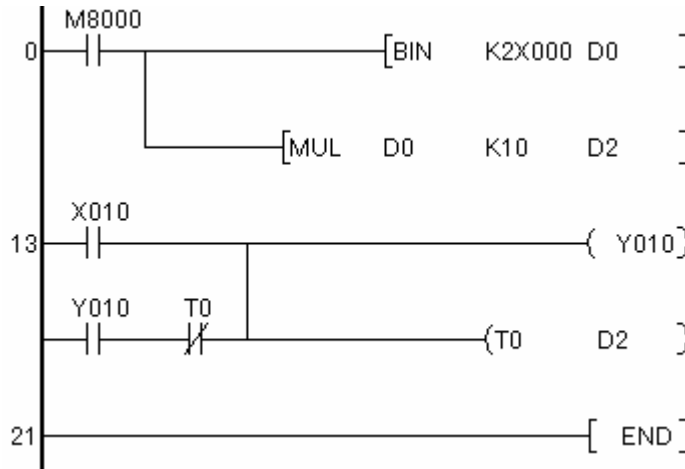 M8000
0 [BIN K2X000 D0 ]
[MUL D0 K10 D2 ]
X010
13 ( Y010)
Y010 T0
(T0 D2 )
21 [ END ]